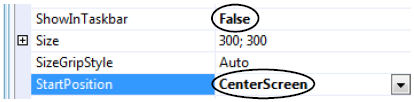 ShowInTaskbar False
Size 300; 300
SizeGripStyle Auto
StartPosition CenterScreen